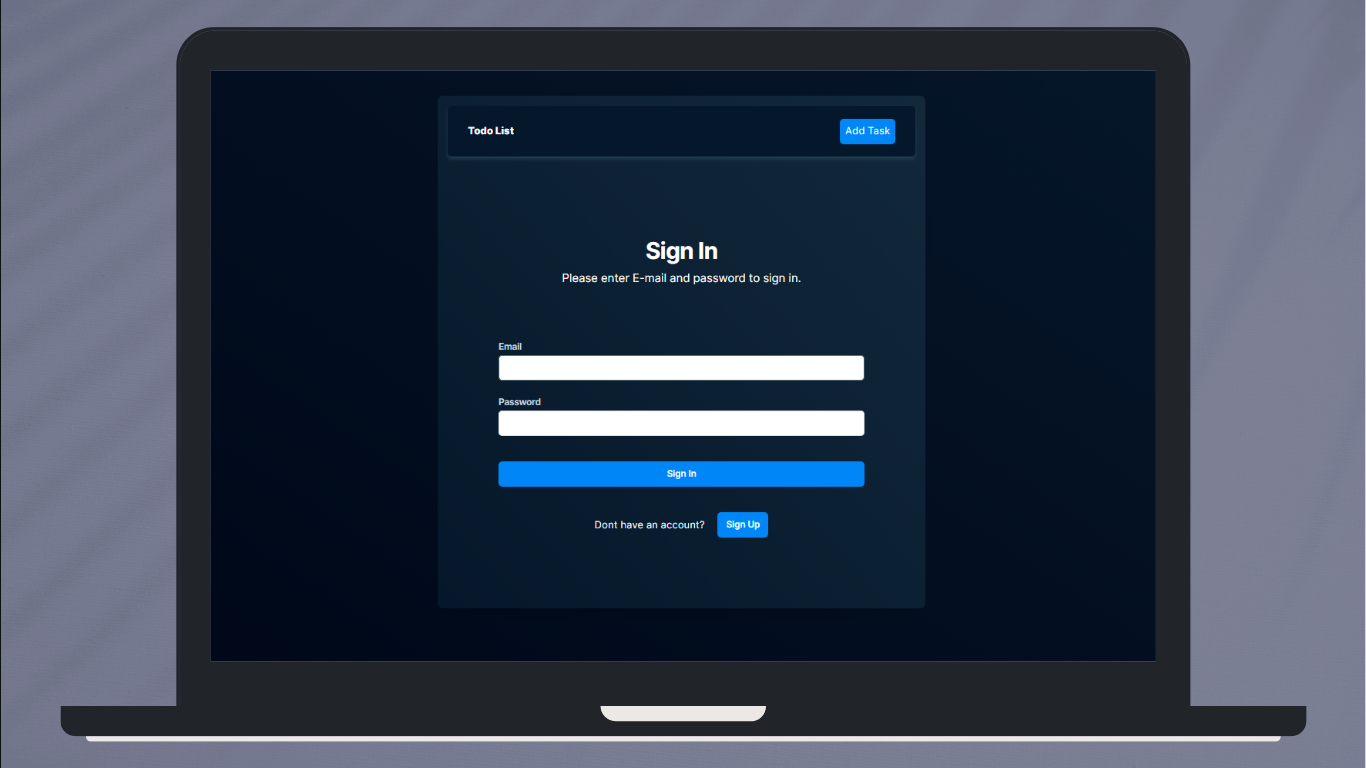 Todo List
Add Task
Sign In
Please enter E-mail and password to sign in.
Email
Password
Sign In
Dont have an account?
Sign Up